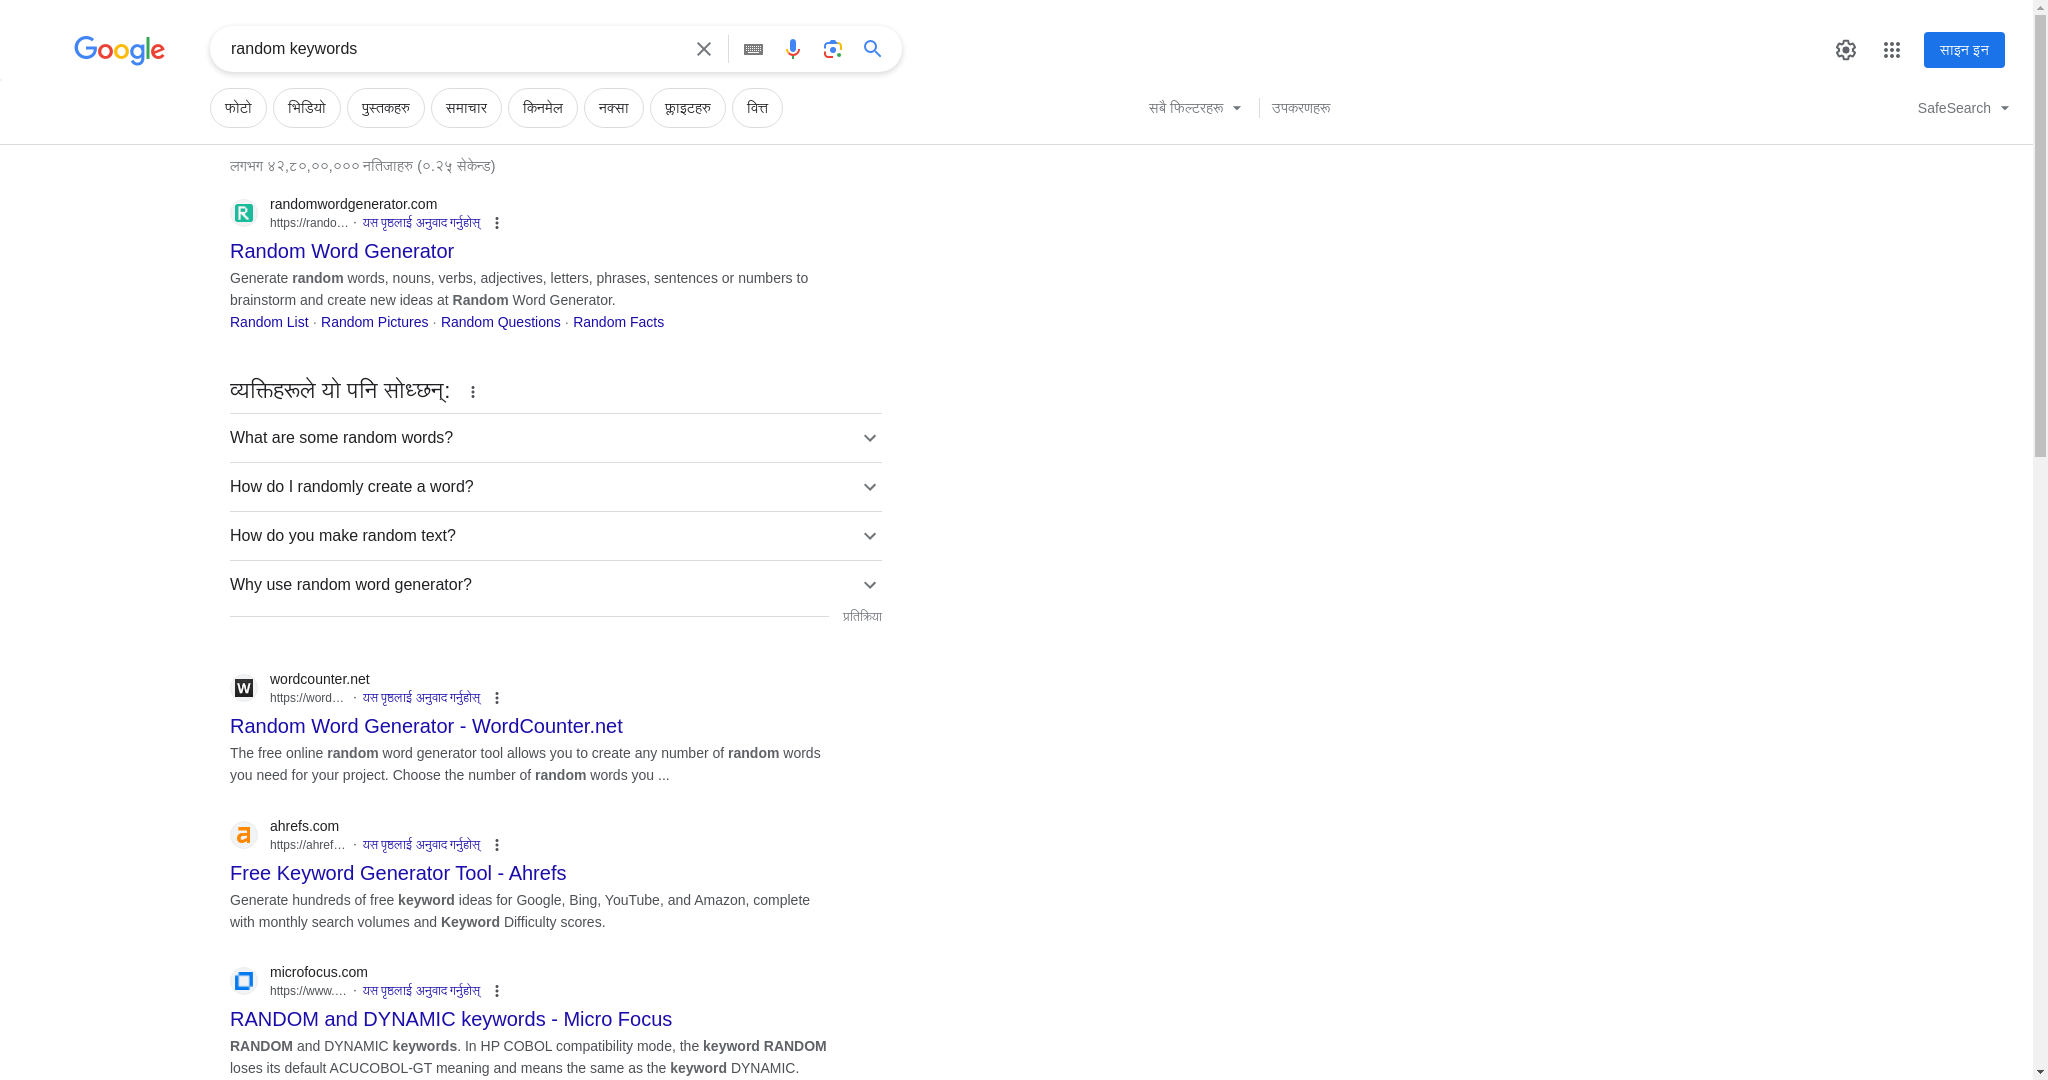 Google
random keywords
साइन इन
फोटो
भिडियो
पुस्तकहरु
समाचार
किनमेल
नक्सा
फ्लाइटहरु
वित्त
सबै फिल्टरहरू
उपकरणहरू
SafeSearch
लगभग ४२,८०,००,००० नतिजाहरु (०.२५ सेकेन्ड)
randomwordgenerator.com
https://rando... · यस पृष्ठलाई अनुवाद गर्नुहोस्
Random Word Generator
Generate random words, nouns, verbs, adjectives, letters, phrases, sentences or numbers to
brainstorm and create new ideas at Random Word Generator.
Random List · Random Pictures · Random Questions · Random Facts
व्यक्तिहरूले यो पनि सोध्छन्:
What are some random words?
How do I randomly create a word?
How do you make random text?
Why use random word generator?
प्रतिक्रिया
W
wordcounter.net
https://word... · यस पृष्ठलाई अनुवाद गर्नुहोस्
Random Word Generator - WordCounter.net
The free online random word generator tool allows you to create any number of random words
you need for your project. Choose the number of random words you ...
a
ahrefs.com
https://ahref... · यस पृष्ठलाई अनुवाद गर्नुहोस्
Free Keyword Generator Tool - Ahrefs
Generate hundreds of free keyword ideas for Google, Bing, YouTube, and Amazon, complete
with monthly search volumes and Keyword Difficulty scores.
microfocus.com
https://www.... · यस पृष्ठलाई अनुवाद गर्नुहोस्
RANDOM and DYNAMIC keywords - Micro Focus
RANDOM and DYNAMIC keywords. In HP COBOL compatibility mode, the keyword RANDOM
loses its default ACUCOBOL-GT meaning and means the same as the keyword DYNAMIC.